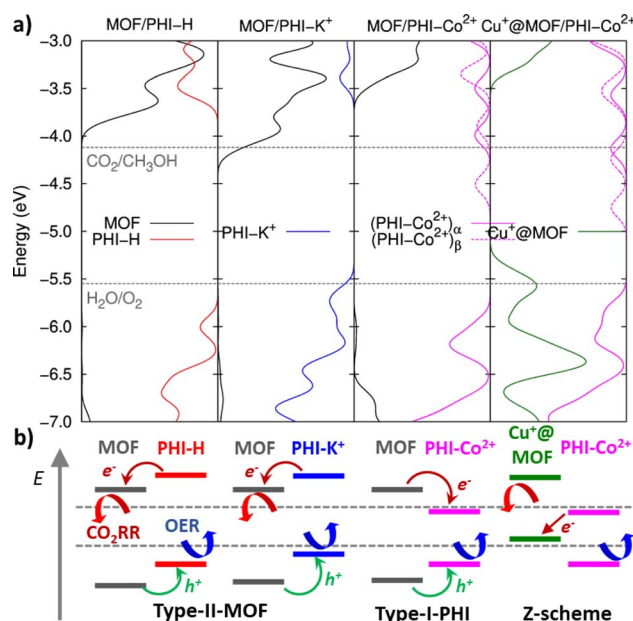 a)
MOF/PHI–H
MOF/PHI–K⁺
MOF/PHI–Co²⁺
Cu⁺@MOF/PHI–Co²⁺
Energy (eV)
−3.0
−3.5
−4.0
CO₂/CH₃OH
−4.5
MOF
PHI–H
PHI–K⁺
(PHI–Co²⁺)α
(PHI–Co²⁺)β
Cu⁺@MOF
−5.0
−5.5
H₂O/O₂
−6.0
−6.5
−7.0
b)
E
MOF PHI-H
MOF PHI-K⁺
MOF PHI-Co²⁺
Cu⁺@
MOF
PHI-Co²⁺
e⁻
e⁻
e⁻
e⁻
CO₂RR
OER
h⁺
h⁺
h⁺
Type-II-MOF
Type-I-PHI
Z-scheme